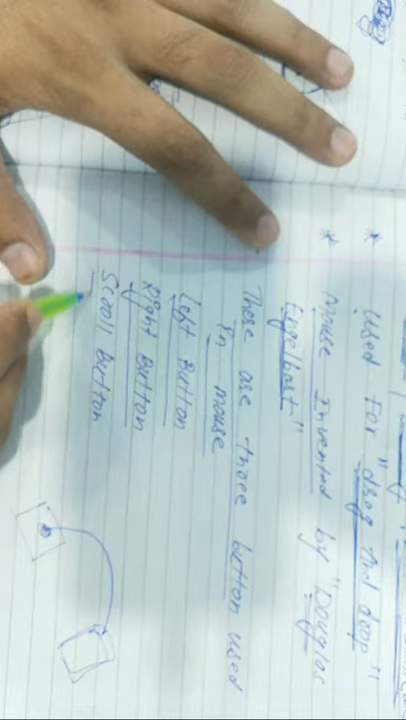 * Used For "drag And drop"
* Mouse Invented by "Douglas
Engelbart"
These are three button used
In mouse
Left Button
Right Button
Scroll Button